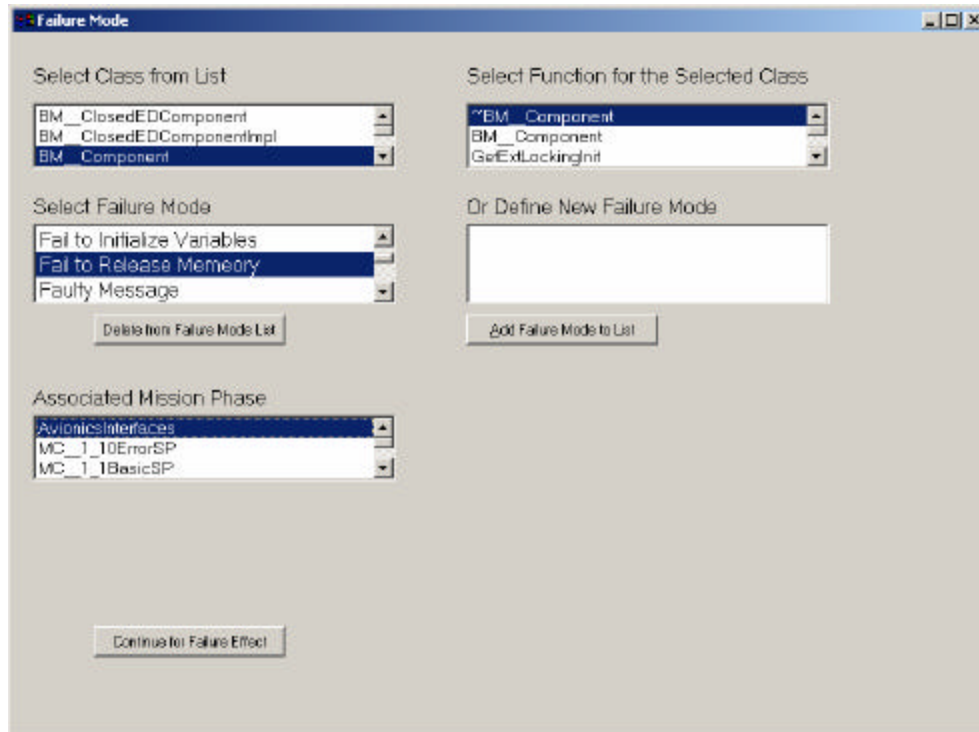 Failure Mode
Select Class from List
Select Function for the Selected Class
BM__ClosedEDComponent
BM__ClosedEDComponentImpl
BM__Component
~BM__Component
BM__Component
GetExtLockingInit
Select Failure Mode
Or Define New Failure Mode
Fail to Initialize Variables
Fail to Release Memeory
Faulty Message
Delete from Failure Mode List
Add Failure Mode to List
Associated Mission Phase
AvionicsInterfaces
MC__1_10ErrorSP
MC__1_1BasicSP
Continue for Failure Effect